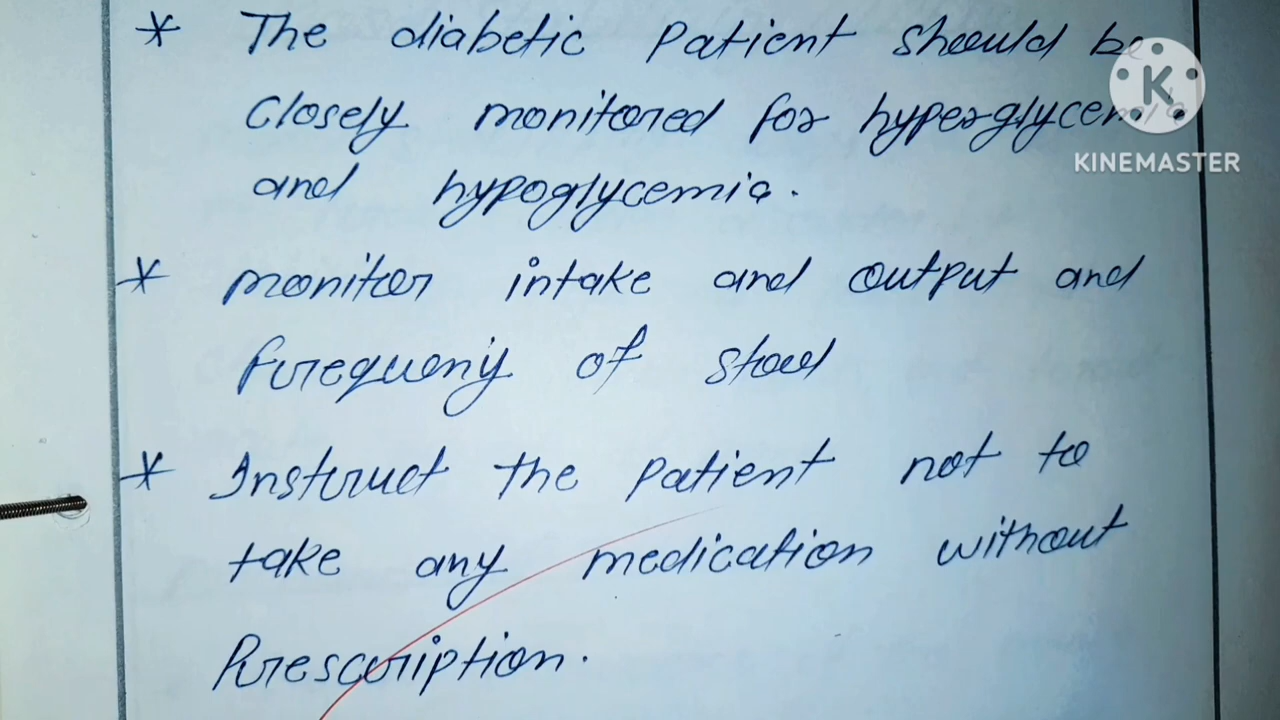 * The diabetic patient should be
closely monitored for hyperglycemia
and hypoglycemia.
* monitor intake and output and
frequeny of stool
* Instruct the patient not to
take any medication without
Prescription.
K
KINEMASTER